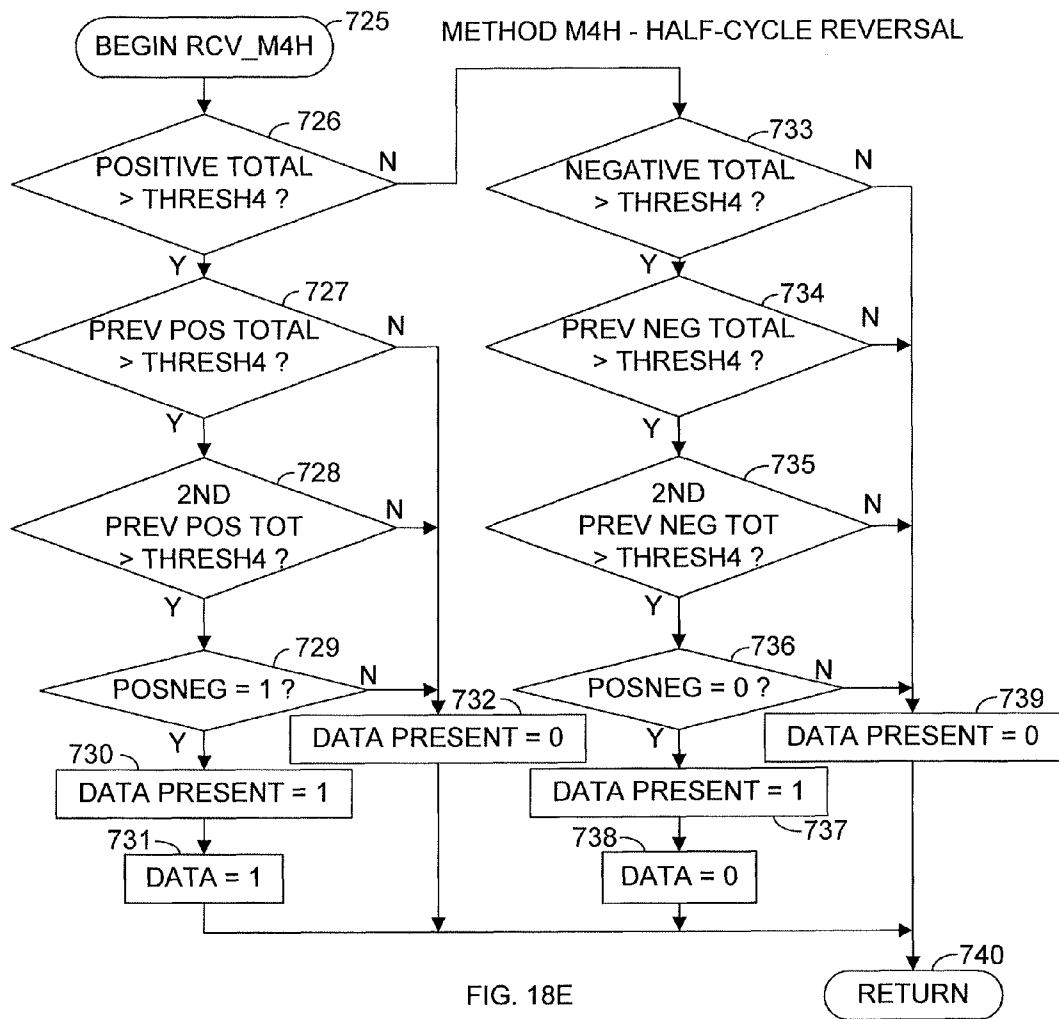 725
BEGIN RCV_M4H
METHOD M4H - HALF-CYCLE REVERSAL
726
POSITIVE TOTAL
> THRESH4 ?
N
Y
727
PREV POS TOTAL
> THRESH4 ?
N
Y
728
2ND
PREV POS TOT
> THRESH4 ?
N
Y
729
POSNEG = 1 ?
N
Y
732
DATA PRESENT = 0
730
DATA PRESENT = 1
731
DATA = 1
733
NEGATIVE TOTAL
> THRESH4 ?
N
Y
734
PREV NEG TOTAL
> THRESH4 ?
N
Y
735
2ND
PREV NEG TOT
> THRESH4 ?
N
Y
736
POSNEG = 0 ?
N
Y
739
DATA PRESENT = 0
DATA PRESENT = 1
737
738
DATA = 0
740
RETURN
FIG. 18E